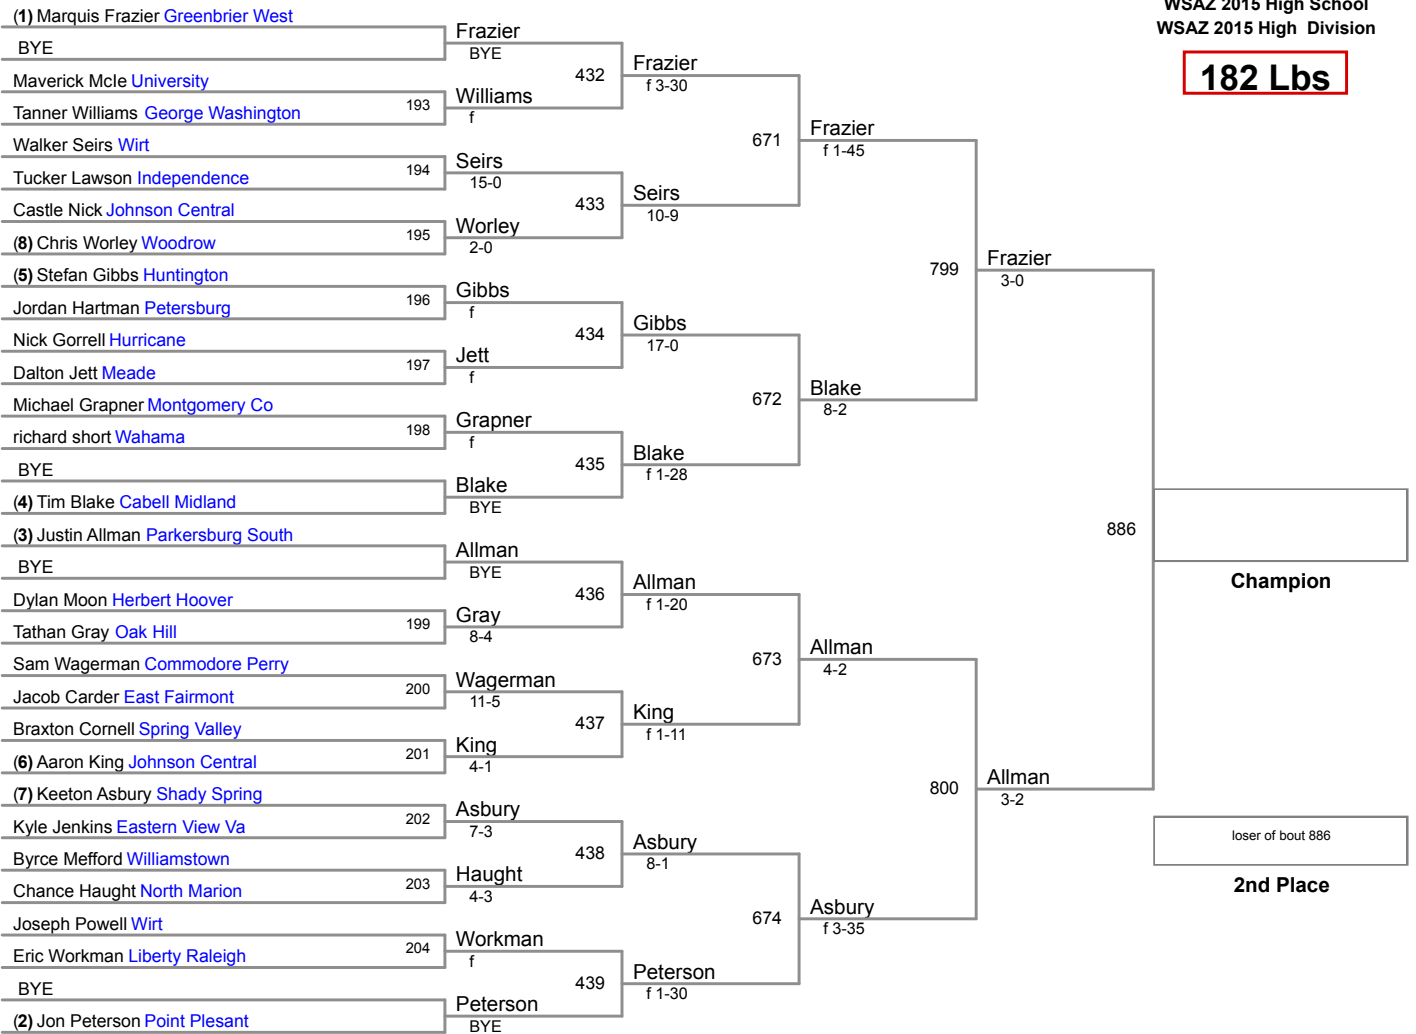 WSAZ 2015 High School
WSAZ 2015 High Division
182 Lbs
(1) Marquis Frazier Greenbrier West
BYE
Maverick McIe University
193
Tanner Williams George Washington
Walker Seirs Wirt
194
Tucker Lawson Independence
Castle Nick Johnson Central
195
(8) Chris Worley Woodrow
(5) Stefan Gibbs Huntington
196
Jordan Hartman Petersburg
Nick Gorrell Hurricane
197
Dalton Jett Meade
Michael Grapner Montgomery Co
198
richard short Wahama
BYE
(4) Tim Blake Cabell Midland
(3) Justin Allman Parkersburg South
BYE
Dylan Moon Herbert Hoover
199
Tathan Gray Oak Hill
Sam Wagerman Commodore Perry
200
Jacob Carder East Fairmont
Braxton Cornell Spring Valley
201
(6) Aaron King Johnson Central
(7) Keeton Asbury Shady Spring
202
Kyle Jenkins Eastern View Va
Byrce Mefford Williamstown
203
Chance Haught North Marion
Joseph Powell Wirt
204
Eric Workman Liberty Raleigh
BYE
(2) Jon Peterson Point Plesant
Frazier
BYE
432
Williams
f
Seirs
15-0
433
Worley
2-0
Gibbs
f
434
Jett
f
Grapner
f
435
Blake
BYE
Allman
BYE
436
Gray
8-4
Wagerman
11-5
437
King
4-1
Asbury
7-3
438
Haught
4-3
Workman
f
439
Peterson
BYE
Frazier
f 3-30
671
Seirs
10-9
Gibbs
17-0
672
Blake
f 1-28
Allman
f 1-20
673
King
f 1-11
Asbury
8-1
674
Peterson
f 1-30
Frazier
f 1-45
799
Blake
8-2
Allman
4-2
800
Asbury
f 3-35
Frazier
3-0
886
Allman
3-2
Champion
loser of bout 886
2nd Place